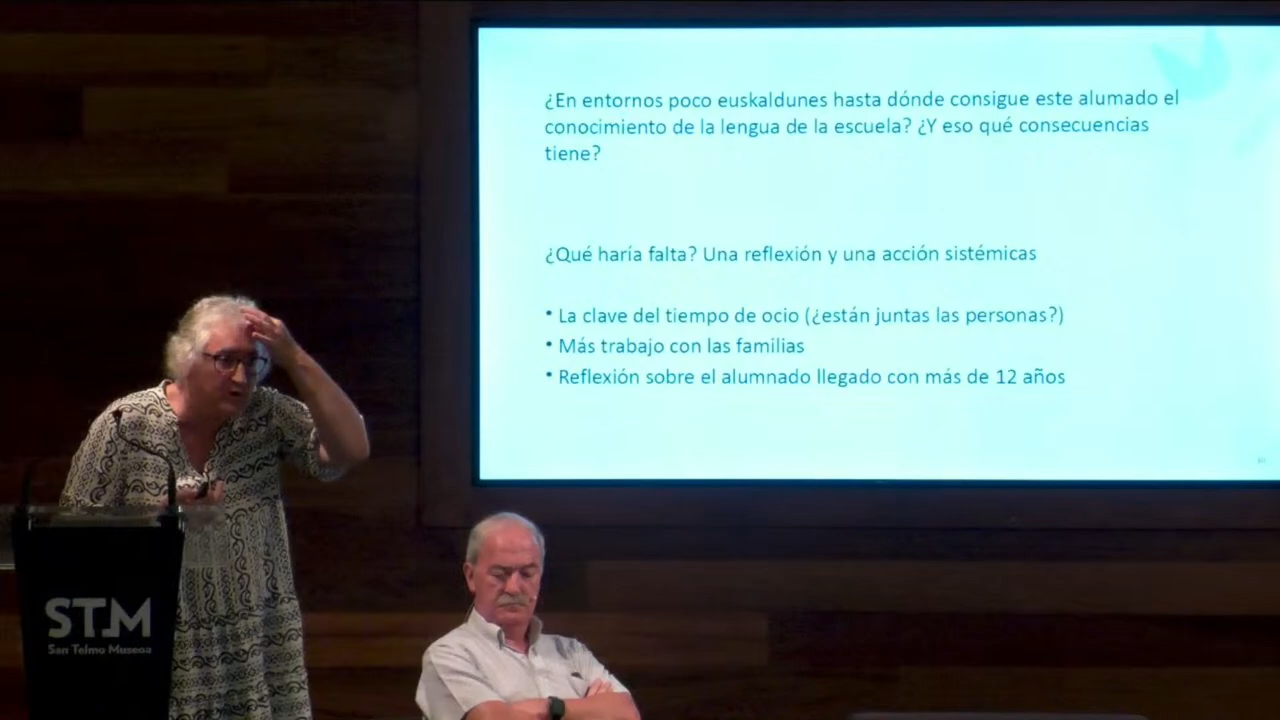 ¿En entornos poco euskaldunes hasta dónde consigue este alumado el
conocimiento de la lengua de la escuela? ¿Y eso qué consecuencias
tiene?
¿Qué haría falta? Una reflexión y una acción sistémicas
• La clave del tiempo de ocio (¿están juntas las personas?)
• Más trabajo con las familias
• Reflexión sobre el alumnado llegado con más de 12 años
STM
San Telmo Museoa